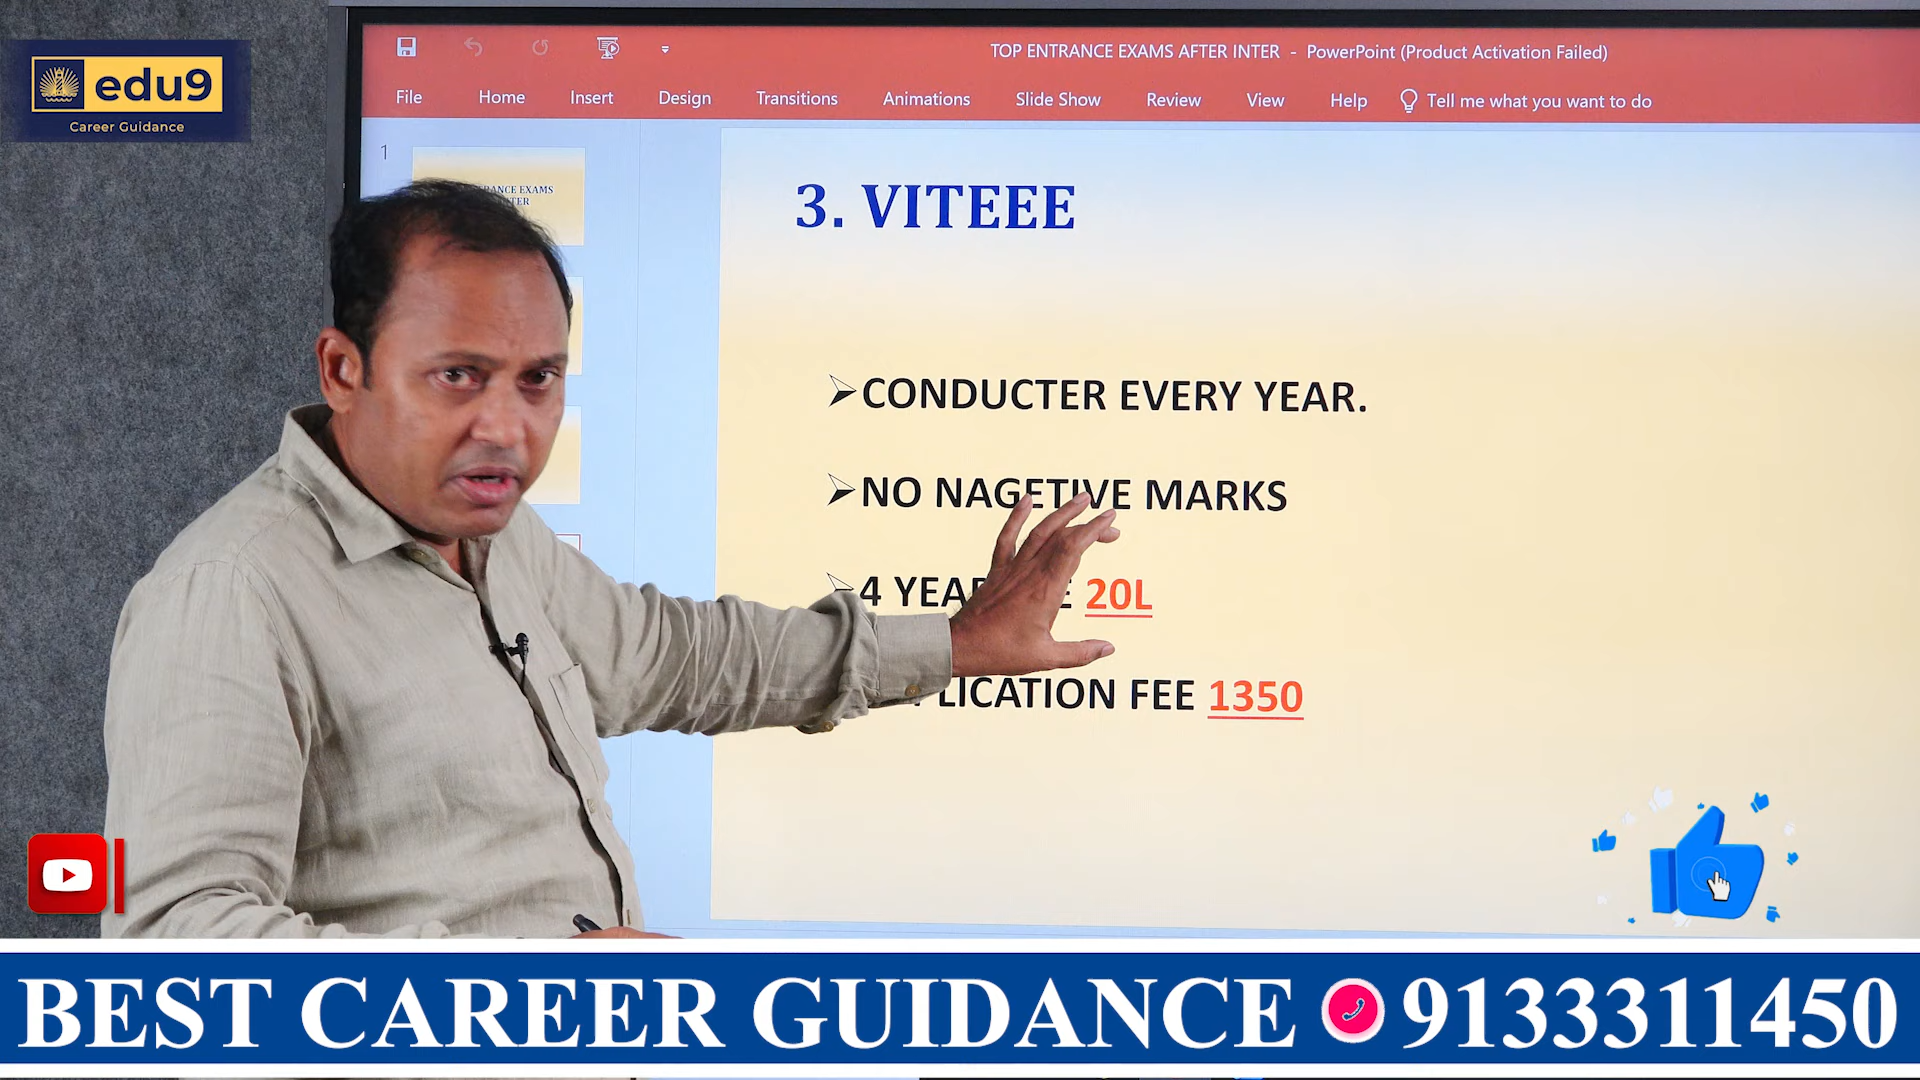 edu9
Career Guidance
TOP ENTRANCE EXAMS AFTER INTER - PowerPoint (Product Activation Failed)
File Home Insert Design Transitions Animations Slide Show Review View Help Tell me what you want to do
1
EXAMS
3. VITEEE
➢CONDUCTER EVERY YEAR.
➢NO NAGETIVE MARKS
➢4 20L
LICATION FEE 1350
BEST CAREER GUIDANCE 9133311450